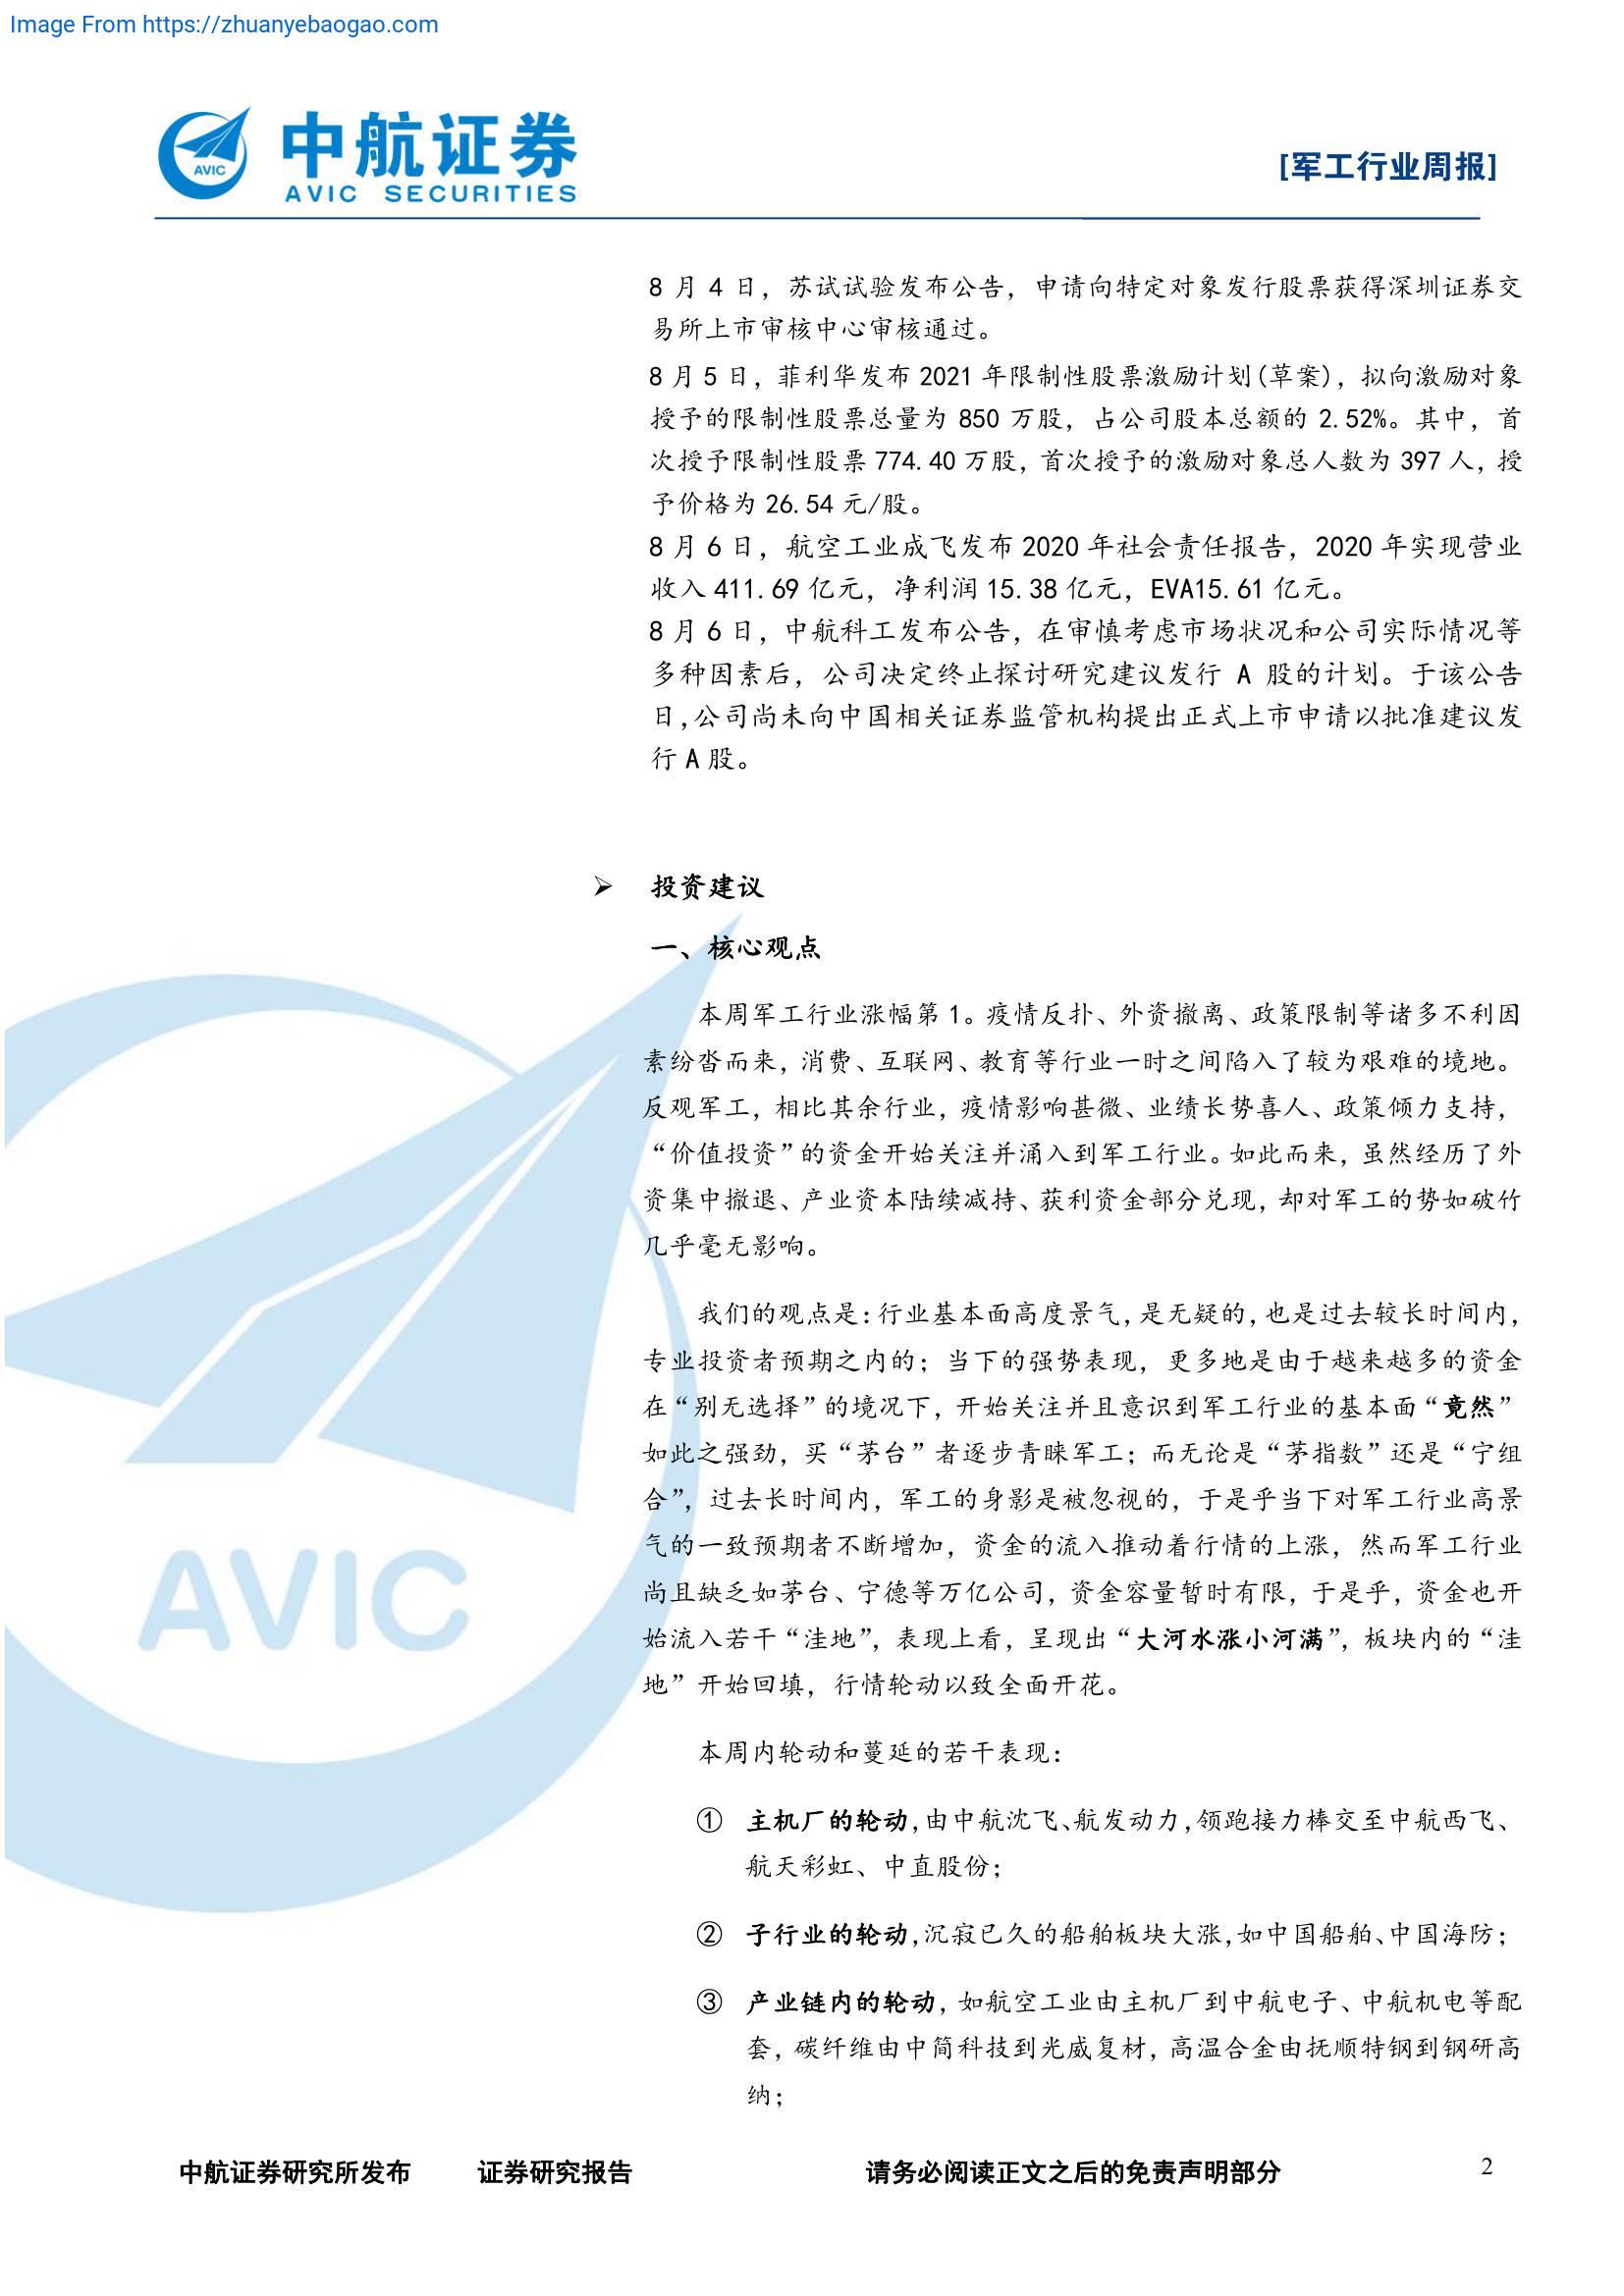 Image From https://zhuanyebaogao.com
中航证券
AVIC SECURITIES
AVIC
[军工行业周报]
8 月 4 日，苏试试验发布公告，申请向特定对象发行股票获得深圳证券交
易所上市审核中心审核通过。
8 月 5 日，菲利华发布 2021 年限制性股票激励计划(草案)，拟向激励对象
授予的限制性股票总量为 850 万股，占公司股本总额的 2.52%。其中，首
次授予限制性股票 774.40 万股，首次授予的激励对象总人数为 397 人，授
予价格为 26.54 元/股。
8 月 6 日，航空工业成飞发布 2020 年社会责任报告，2020 年实现营业
收入 411.69 亿元，净利润 15.38 亿元，EVA15.61 亿元。
8 月 6 日，中航科工发布公告，在审慎考虑市场状况和公司实际情况等
多种因素后，公司决定终止探讨研究建议发行 A 股的计划。于该公告
日,公司尚未向中国相关证券监管机构提出正式上市申请以批准建议发
行 A 股。
➢ 投资建议
一、核心观点
本周军工行业涨幅第 1。疫情反扑、外资撤离、政策限制等诸多不利因
素纷沓而来，消费、互联网、教育等行业一时之间陷入了较为艰难的境地。
反观军工，相比其余行业，疫情影响甚微、业绩长势喜人、政策倾力支持，
“价值投资”的资金开始关注并涌入到军工行业。如此而来，虽然经历了外
资集中撤退、产业资本陆续减持、获利资金部分兑现，却对军工的势如破竹
几乎毫无影响。
我们的观点是：行业基本面高度景气，是无疑的，也是过去较长时间内，
专业投资者预期之内的；当下的强势表现，更多地是由于越来越多的资金
在“别无选择”的境况下，开始关注并且意识到军工行业的基本面“竟然”
如此之强劲，买“茅台”者逐步青睐军工；而无论是“茅指数”还是“宁组
合”，过去长时间内，军工的身影是被忽视的，于是乎当下对军工行业高景
气的一致预期者不断增加，资金的流入推动着行情的上涨，然而军工行业
尚且缺乏如茅台、宁德等万亿公司，资金容量暂时有限，于是乎，资金也开
始流入若干“洼地”，表现上看，呈现出“大河水涨小河满”，板块内的“洼
地”开始回填，行情轮动以致全面开花。
本周内轮动和蔓延的若干表现：
① 主机厂的轮动，由中航沈飞、航发动力，领跑接力棒交至中航西飞、
航天彩虹、中直股份；
② 子行业的轮动，沉寂已久的船舶板块大涨，如中国船舶、中国海防；
③ 产业链内的轮动，如航空工业由主机厂到中航电子、中航机电等配
套，碳纤维由中简科技到光威复材，高温合金由抚顺特钢到钢研高
纳；
AVIC
中航证券研究所发布 证券研究报告 请务必阅读正文之后的免责声明部分 2